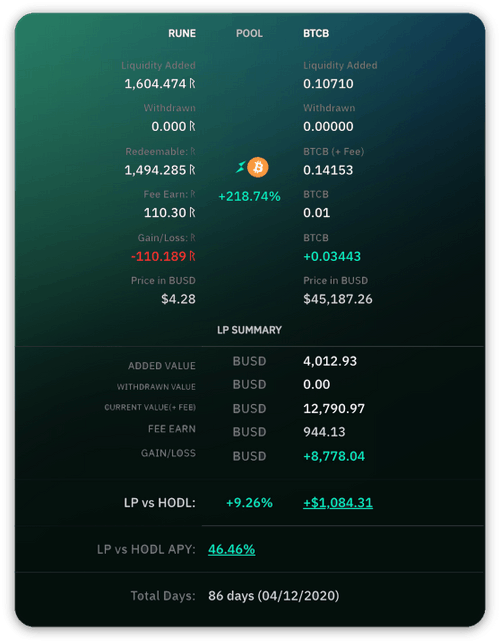 RUNE POOL BTCB
Liquidity Added Liquidity Added
1,604.474 ᚱ 0.10710
Withdrawn Withdrawn
0.000 ᚱ 0.00000
Redeemable: ᚱ BTCB (+ Fee)
1,494.285 ᚱ 0.14153
+218.74%
Fee Earn: ᚱ BTCB
110.30 ᚱ 0.01
Gain/Loss: ᚱ BTCB
-110.189 ᚱ +0.03443
Price in BUSD Price in BUSD
$4.28 $45,187.26
LP SUMMARY
ADDED VALUE BUSD 4,012.93
WITHDRAWN VALUE BUSD 0.00
CURRENT VALUE(+ FEB) BUSD 12,790.97
FEE EARN BUSD 944.13
GAIN/LOSS BUSD +8,778.04
LP vs HODL: +9.26% +$1,084.31
LP vs HODL APY: 46.46%
Total Days: 86 days (04/12/2020)